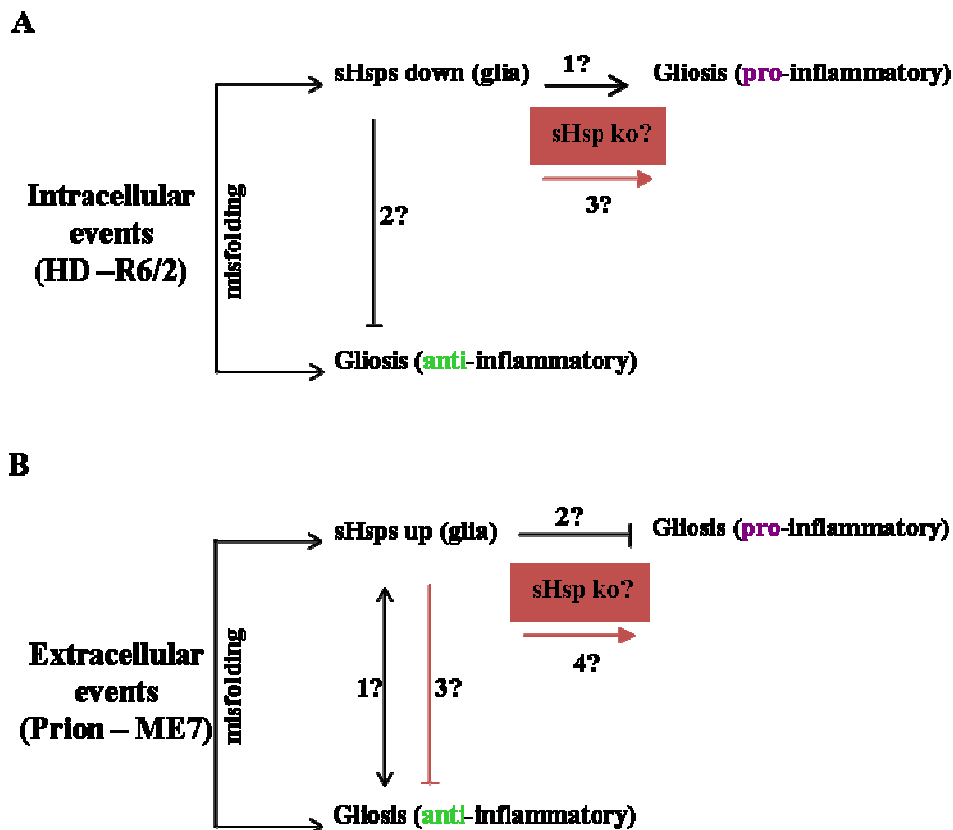 A
sHsps down (glia)
1?
Gliosis (pro-inflammatory)
sHsp ko?
3?
Intracellular
events
(HD –R6/2)
misfolding
2?
Gliosis (anti-inflammatory)
B
sHsps up (glia)
2?
Gliosis (pro-inflammatory)
sHsp ko?
4?
Extracellular
events
(Prion – ME7)
misfolding
1?
3?
Gliosis (anti-inflammatory)